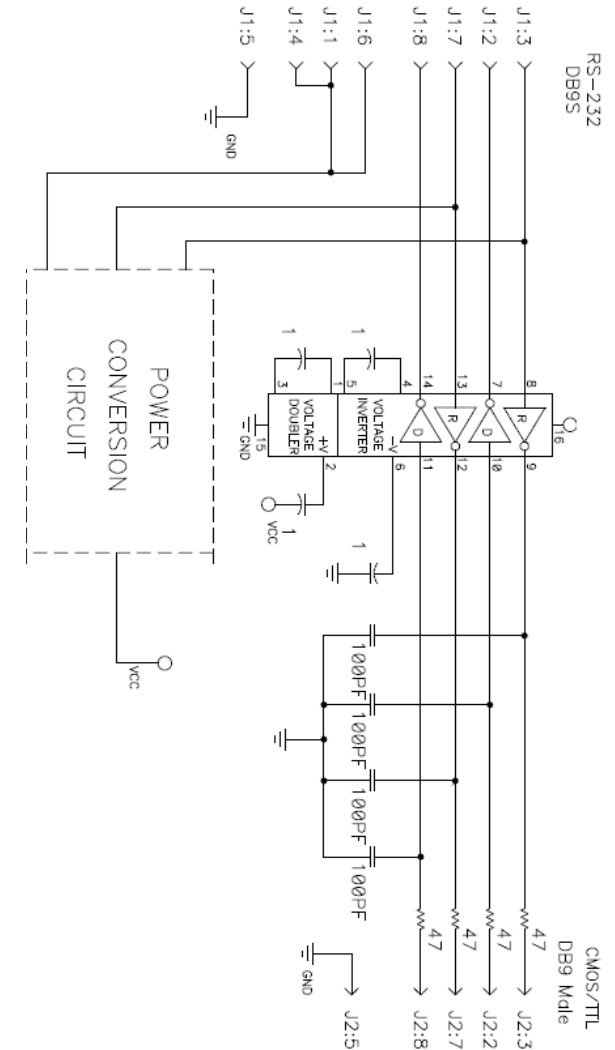 RS-232
DB9S
J1:3
J1:2
J1:7
J1:8
J1:6
J1:1
J1:4
J1:5
GND
POWER
CONVERSION
CIRCUIT
VCC
8
7
13
14
4
5
1
3
1
1
R
D
R
D
VOLTAGE
INVERTER
-V
VOLTAGE
DOUBLER
+V
16
9
10
12
11
6
2
15
GND
1
VCC
1
100PF
100PF
100PF
100PF
47
47
47
47
CMOS/TTL
DB9 Male
J2:3
J2:2
J2:7
J2:8
J2:5
GND